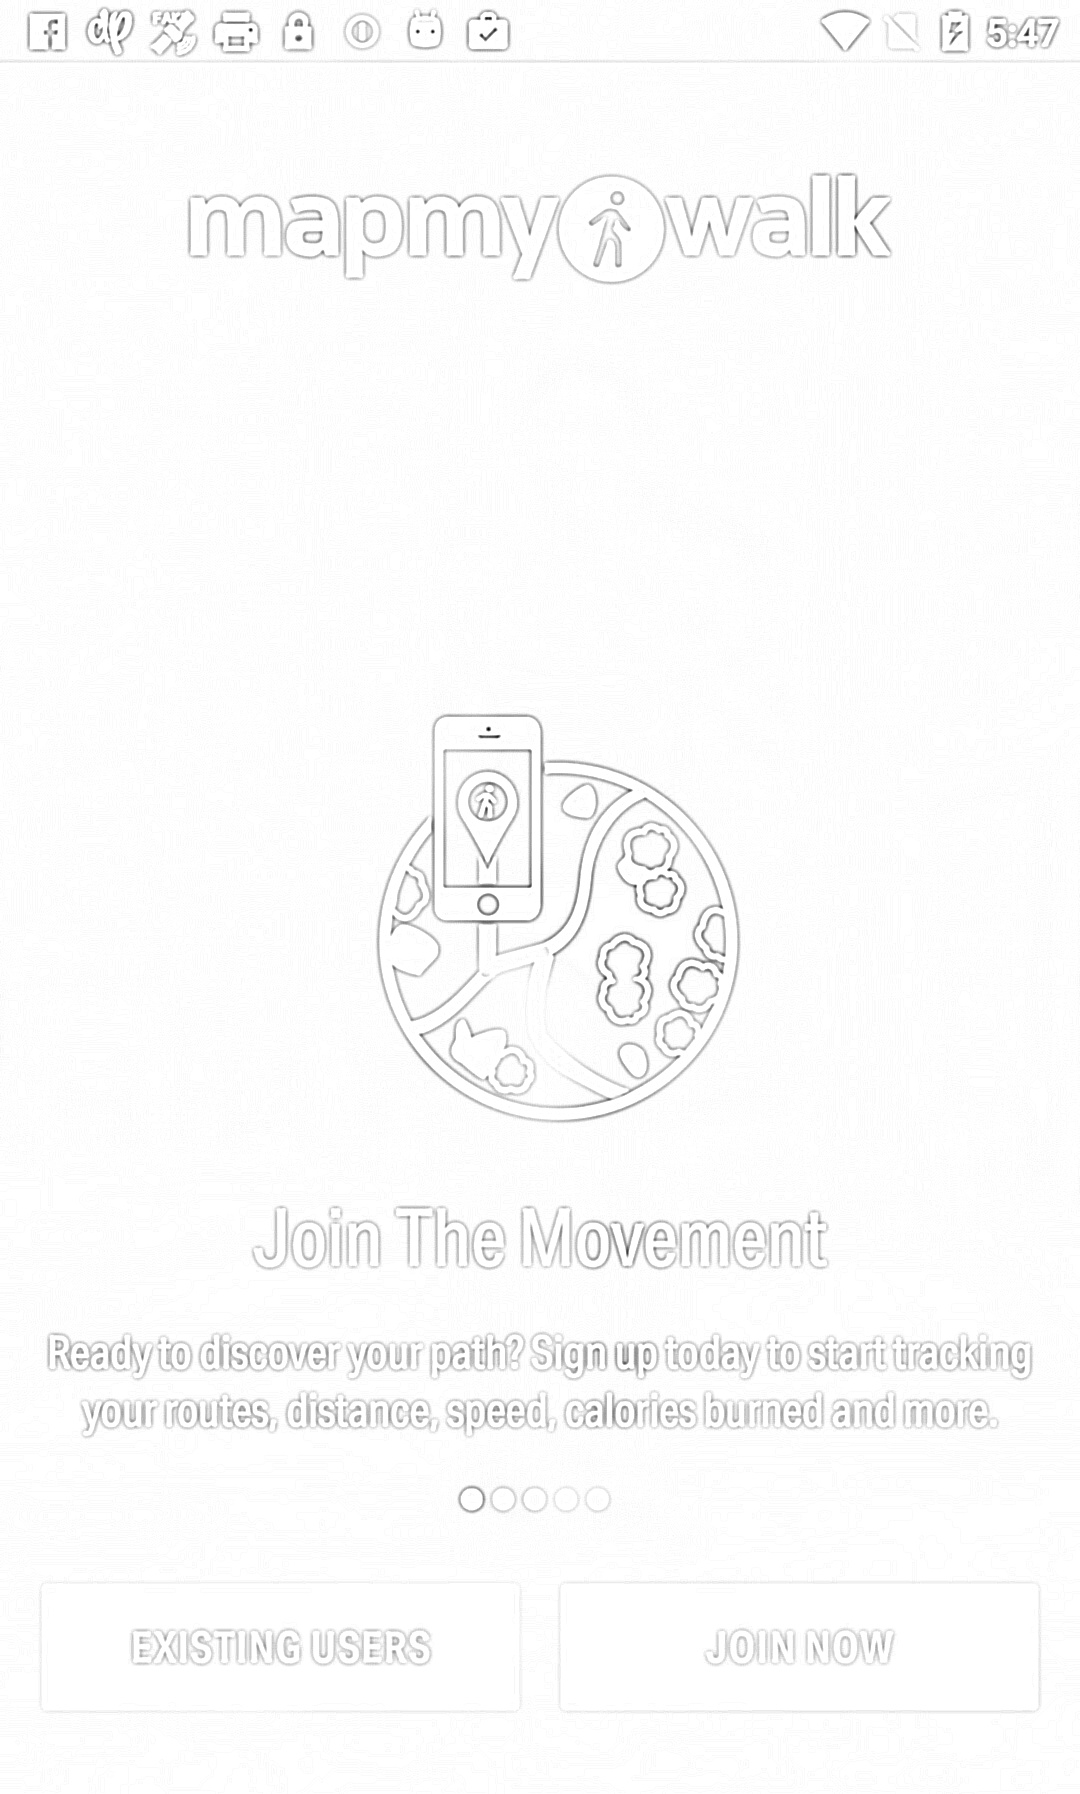 5:47
mapmywalk
Join The Movement
Ready to discover your path? Sign up today to start tracking
your routes, distance, speed, calories burned and more.
EXISTING USERS
JOIN NOW